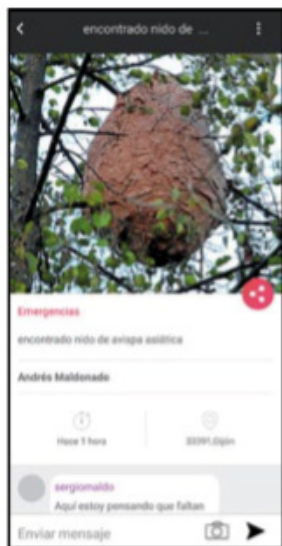 encontrado nido de ...
Emergencias
encontrado nido de avispa asiática
Andrés Maldonado
Hace 1 hora
33391,Gijón
sergiomaldo
Aquí estoy pensando que faltan
Enviar mensaje